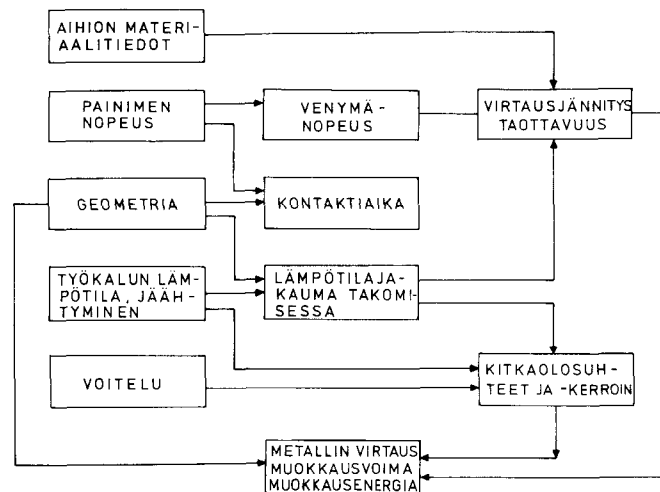 AIHION MATERI-
AALITIEDOT
PAINIMEN
NOPEUS
VENYMÄ-
NOPEUS
VIRTAUSJÄNNITYS
TAOTTAVUUS
GEOMETRIA
KONTAKTIAIKA
TYÖKALUN LÄM-
PÖTILA, JÄÄH-
TYMINEN
LÄMPÖTILAJA-
KAUMA TAKOMI-
SESSA
VOITELU
KITKAOLOSUH-
TEET JA -KERROIN
METALLIN VIRTAUS
MUOKKAUSVOIMA
MUOKKAUSENERGIA